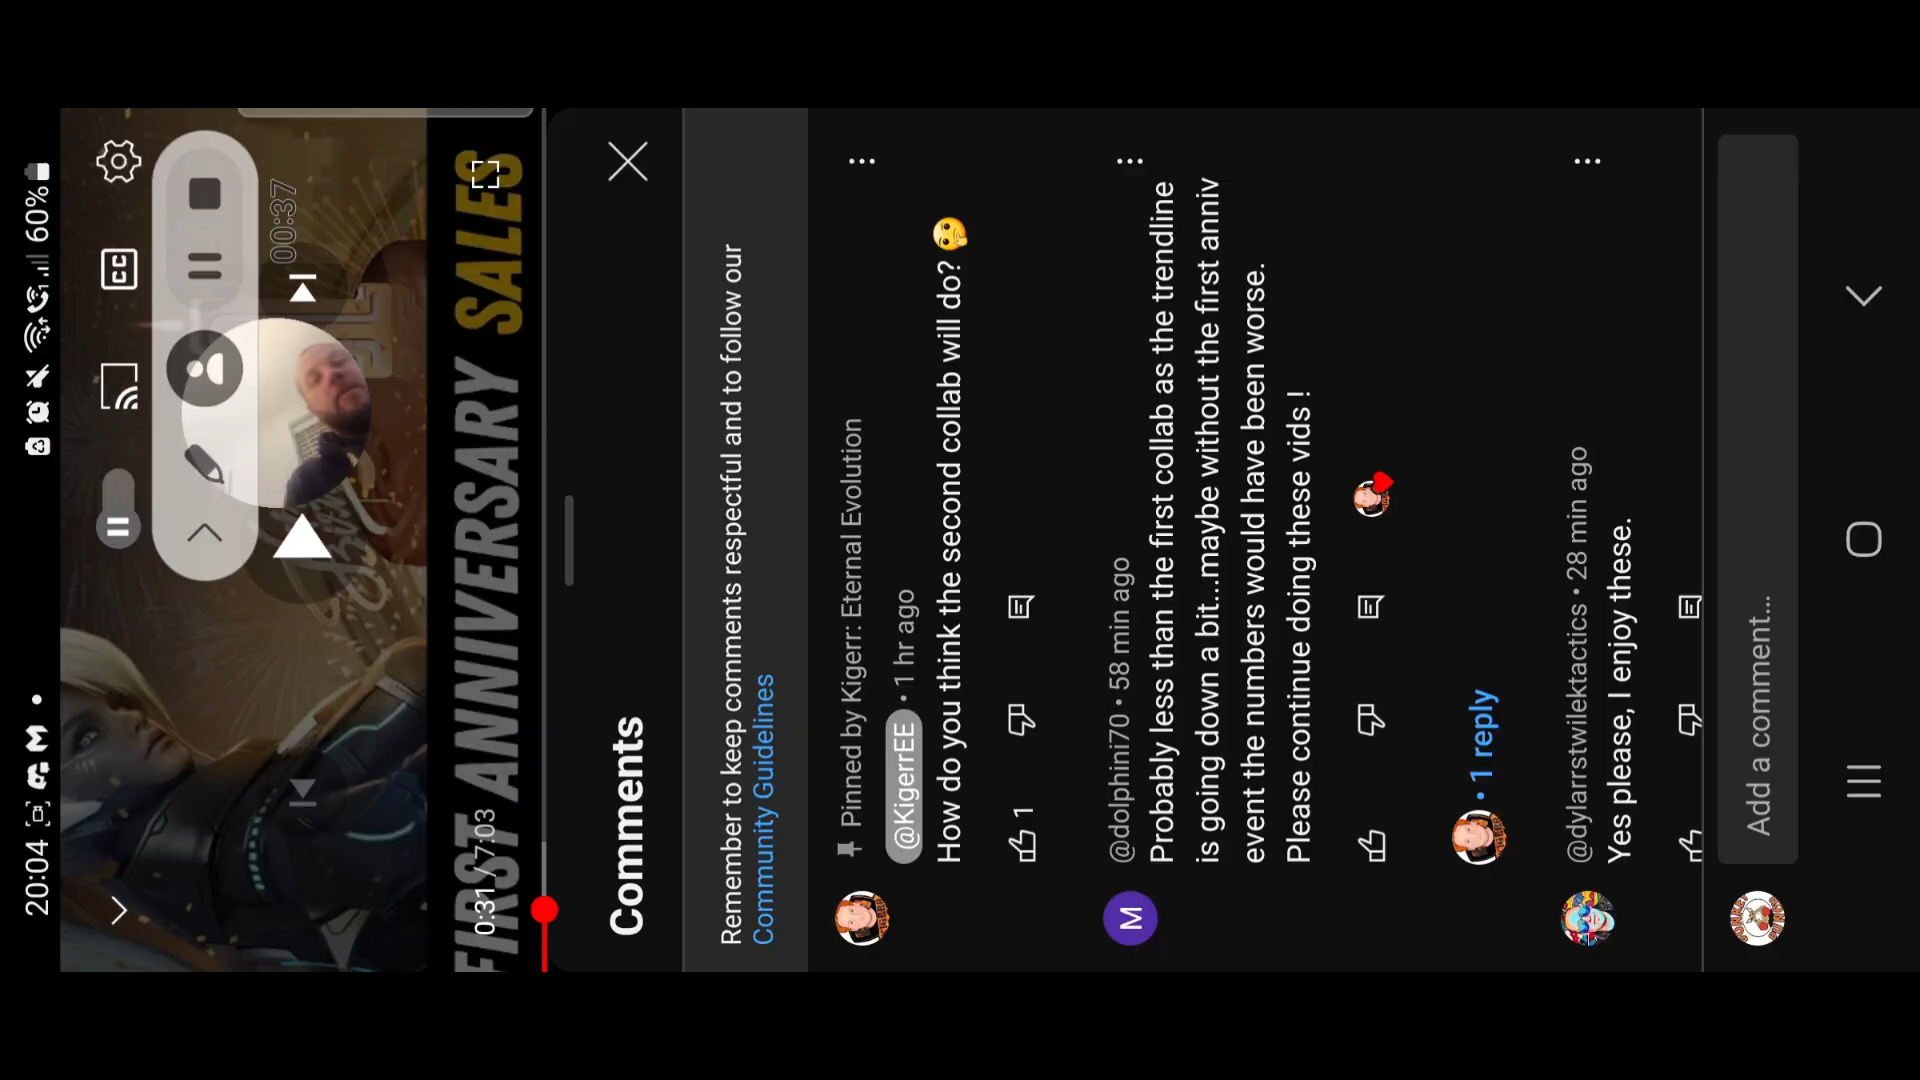 20:04
60%
CC
00:37
FIRST ANNIVERSARY SALES
0:31 / 7:03
Comments
Remember to keep comments respectful and to follow our
Community Guidelines
Pinned by Kigerr: Eternal Evolution
@KigerrEE • 1 hr ago
How do you think the second collab will do? 🤔
1
M
@dolphini70 • 58 min ago
Probably less than the first collab as the trendline
is going down a bit...maybe without the first anniv
event the numbers would have been worse.
Please continue doing these vids !
• 1 reply
@dylarrstwilektactics • 28 min ago
Yes please, I enjoy these.
Add a comment...